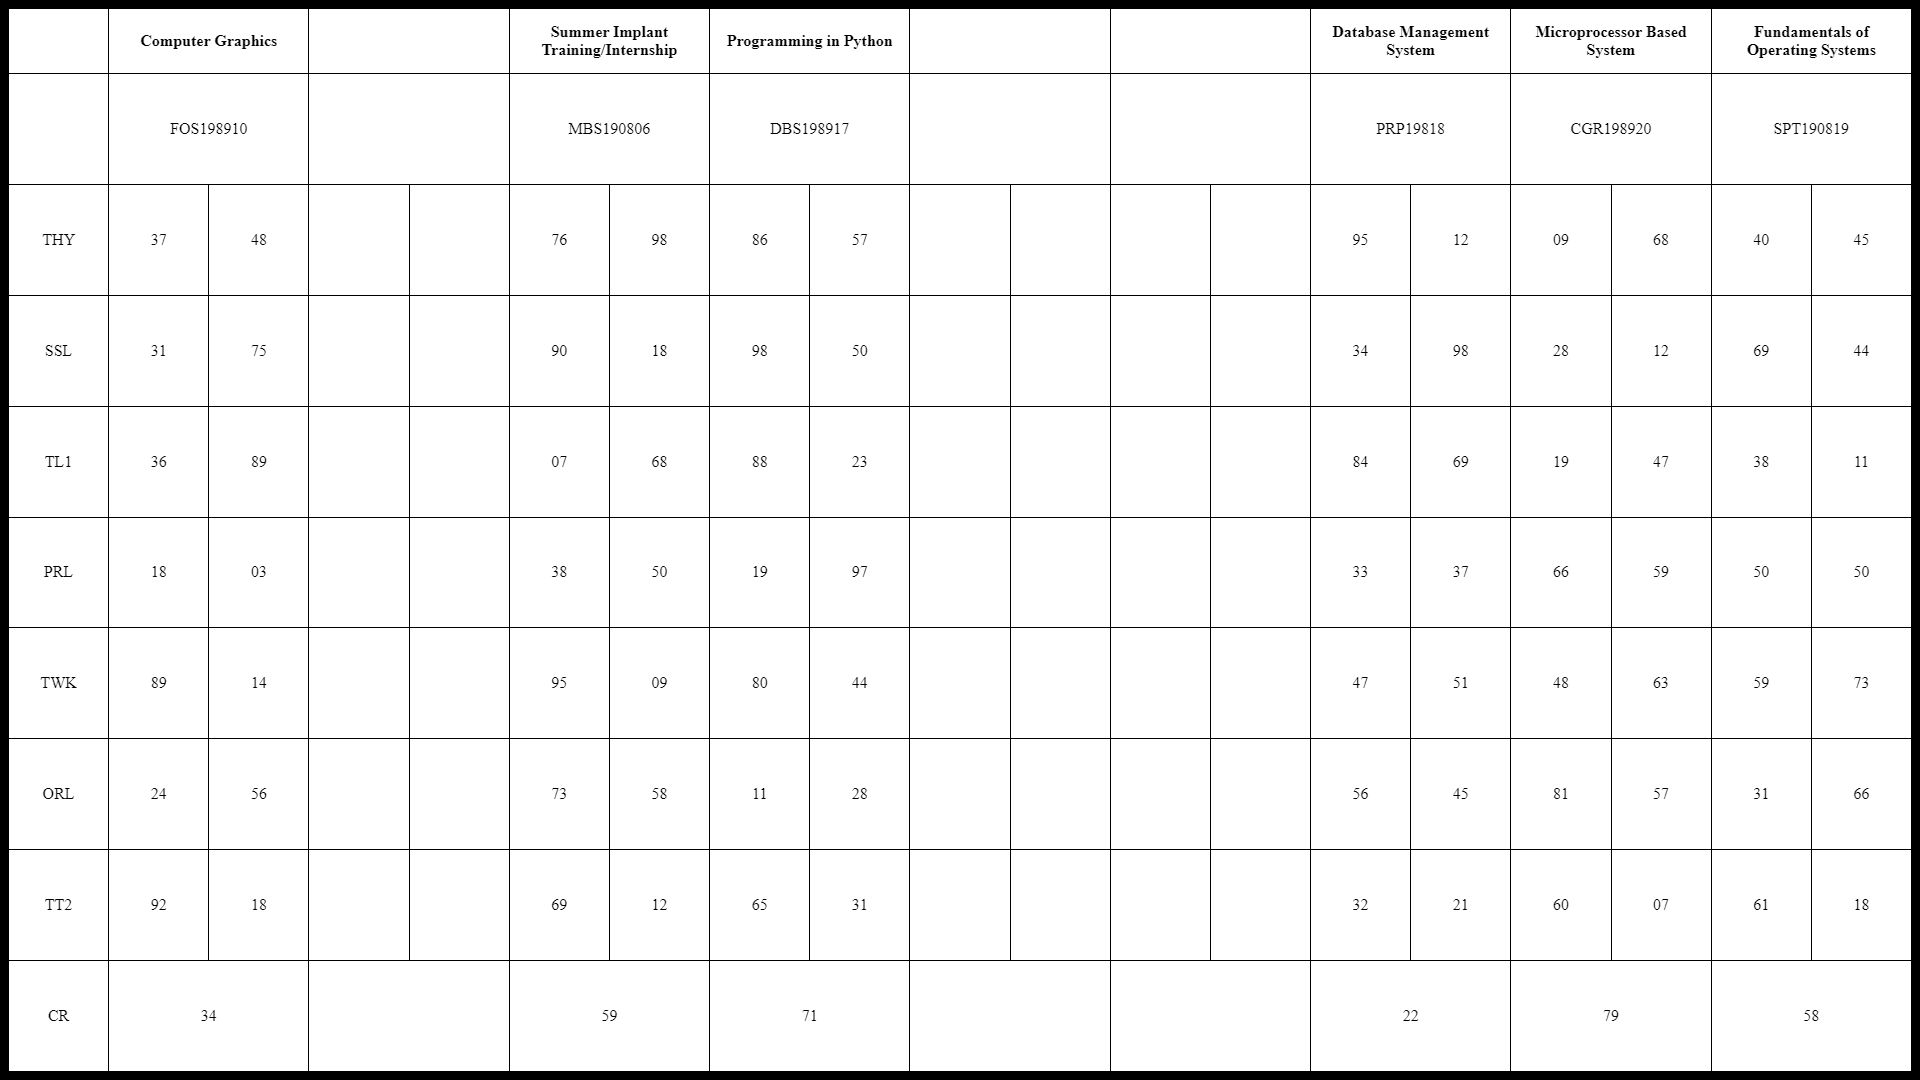 Computer Graphics
Summer Implant
Training/Internship
Programming in Python
Database Management
System
Microprocessor Based
System
Fundamentals of
Operating Systems
FOS198910 MBS190806 DBS198917 PRP19818 CGR198920 SPT190819
THY 37 48 76 98 86 57 95 12 09 68 40 45
SSL 31 75 90 18 98 50 34 98 28 12 69 44
TL1 36 89 07 68 88 23 84 69 19 47 38 11
PRL 18 03 38 50 19 97 33 37 66 59 50 50
TWK 89 14 95 09 80 44 47 51 48 63 59 73
ORL 24 56 73 58 11 28 56 45 81 57 31 66
TT2 92 18 69 12 65 31 32 21 60 07 61 18
CR 34 59 71 22 79 58